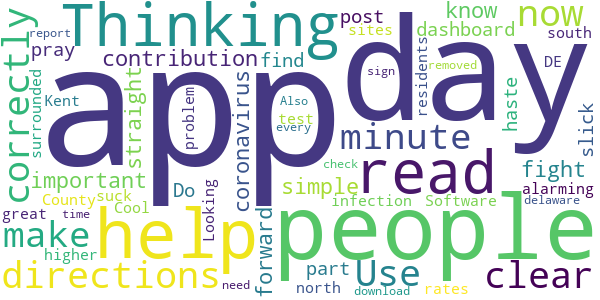 report
pray
Kent
surrounded
correctly
Thinking
contribution
straight
find
post
sites
know
dashboard
now
south
DE
removed
sign
residents
app
day
coronavirus
problem
Also
test
every
minute
haste
slick
important
County
suck
Cool
great
time
higher
make
Do
Looking
simple
check
infection
Software
read
fight
alarming
delaware
help
people
forward
directions
need
part
north
Use
download
rates
clear